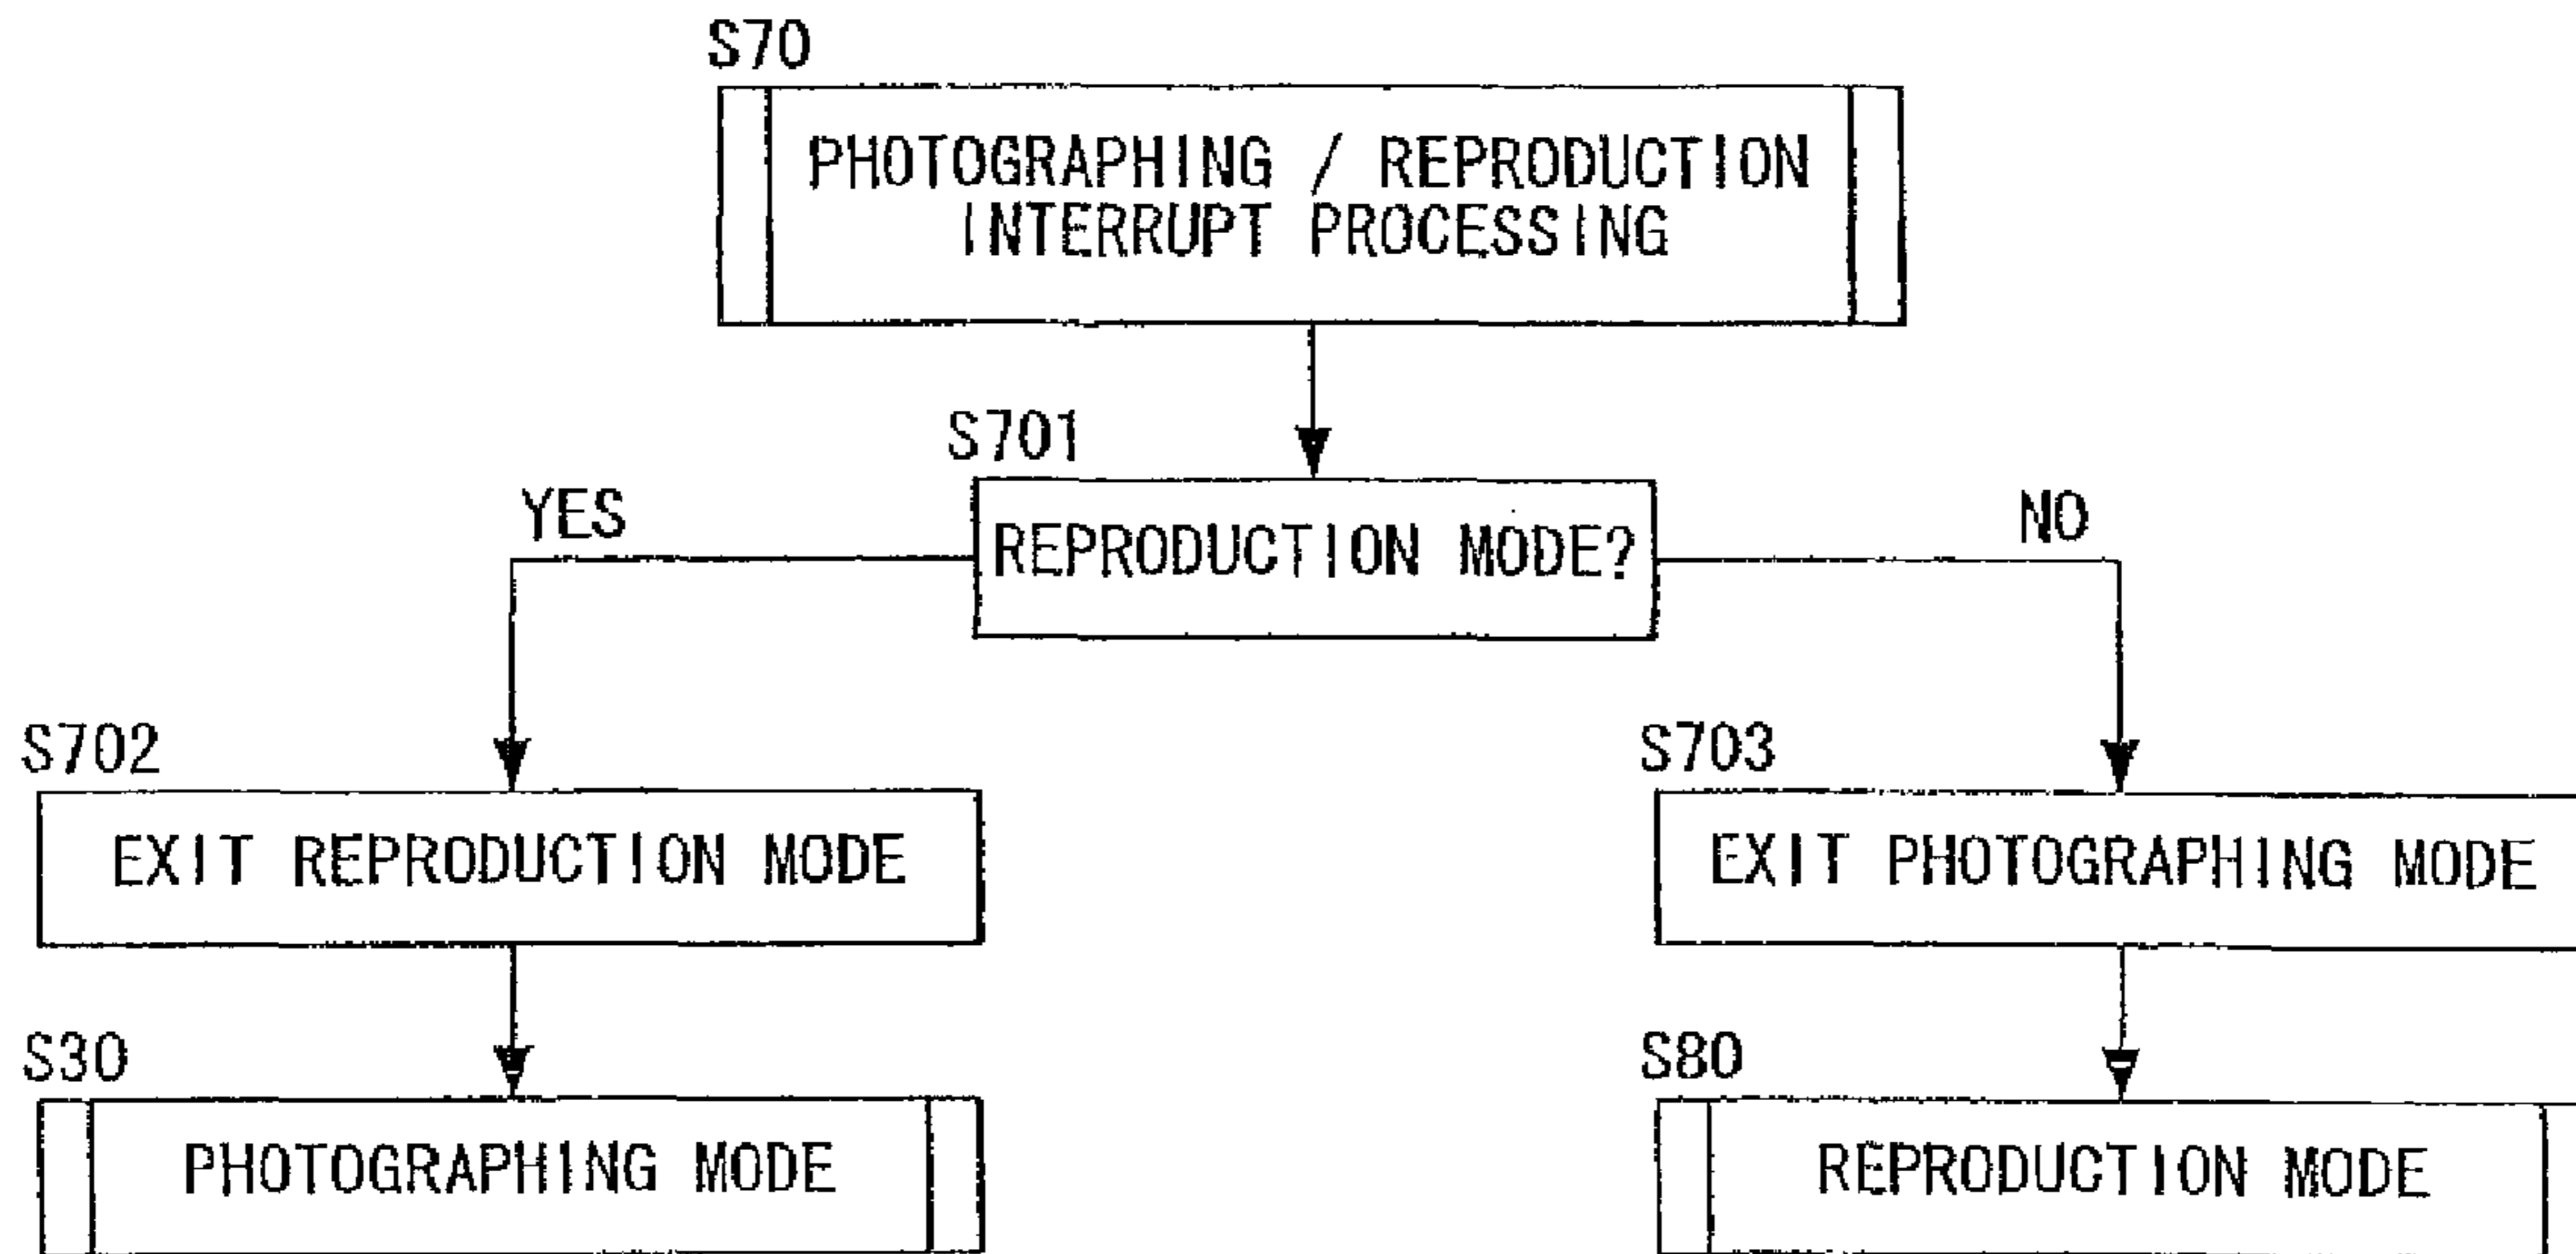 S70
PHOTOGRAPHING / REPRODUCTION
INTERRUPT PROCESSING
S701
REPRODUCTION MODE?
YES
NO
S702
EXIT REPRODUCTION MODE
S703
EXIT PHOTOGRAPHING MODE
S30
PHOTOGRAPHING MODE
S80
REPRODUCTION MODE